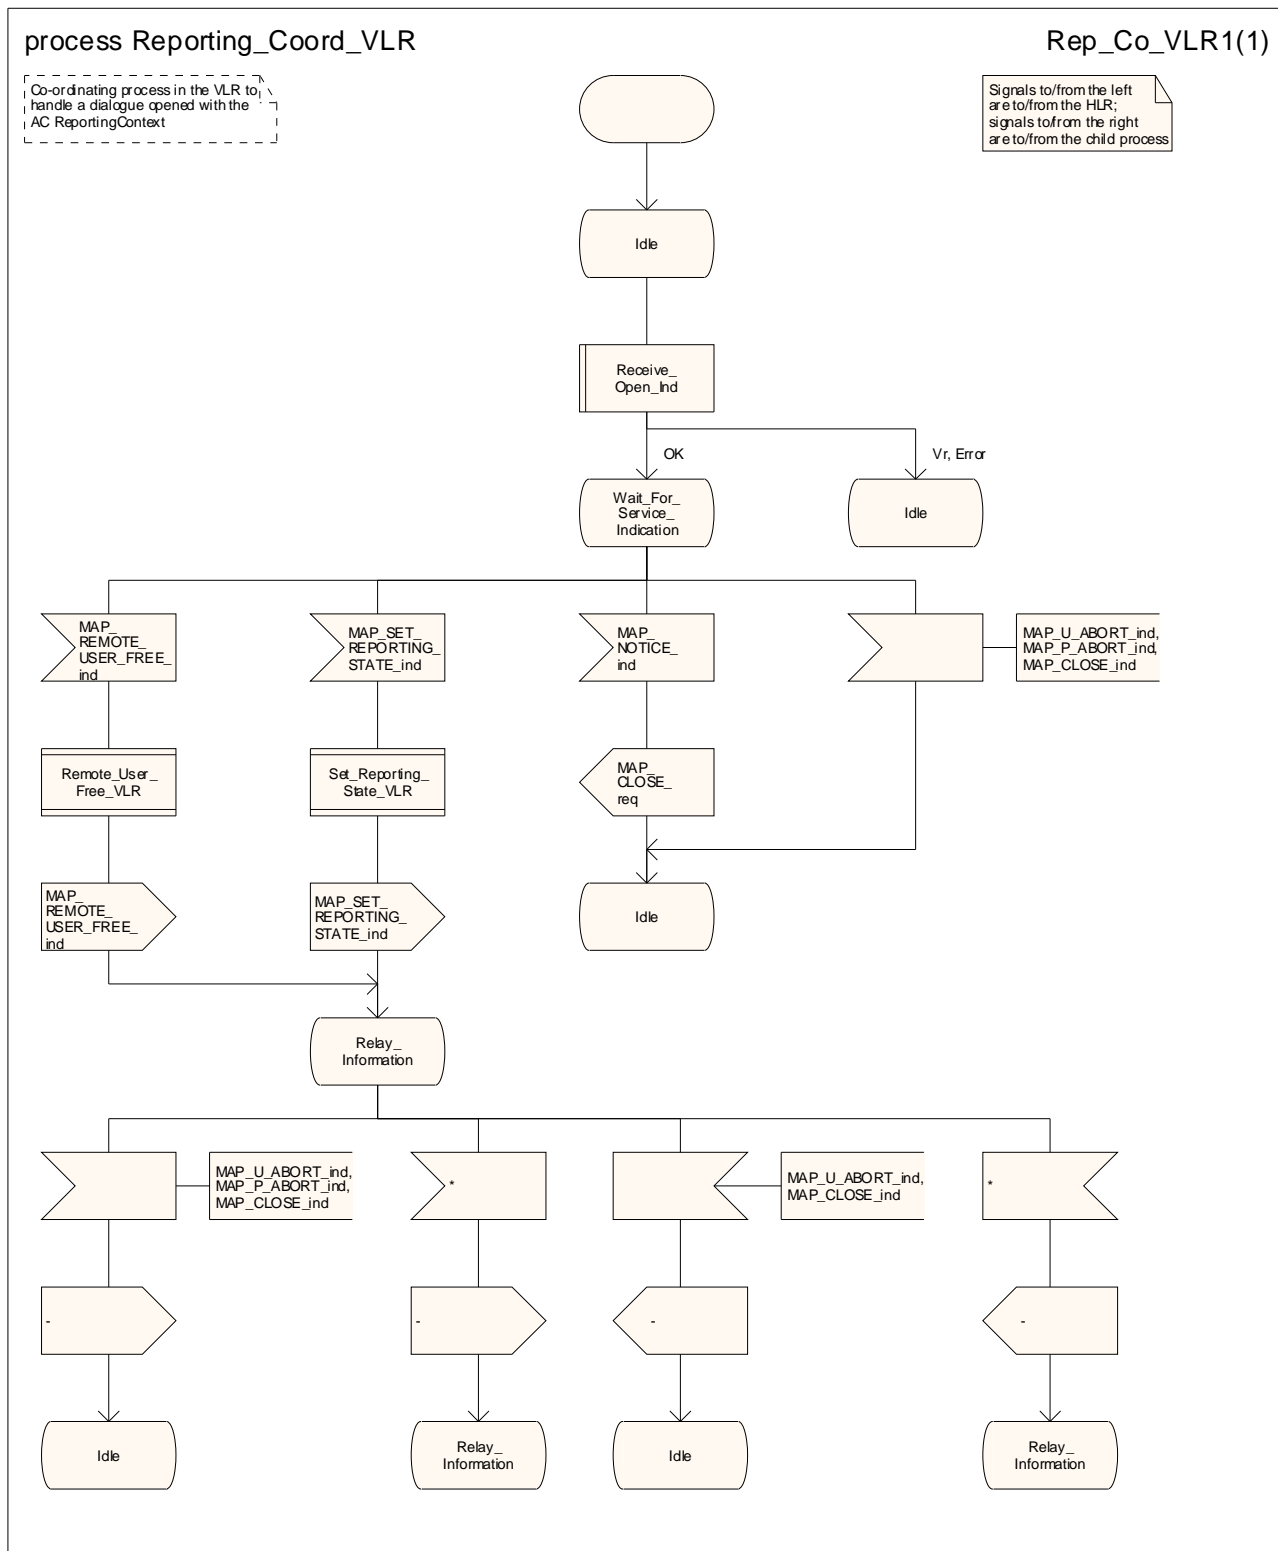 process Reporting_Coord_VLR
Rep_Co_VLR1(1)
Co-ordinating process in the VLR to
handle a dialogue opened with the
AC ReportingContext
Signals to/from the left
are to/from the HLR;
signals to/from the right
are to/from the child process
Idle
Receive_
Open_Ind
OK
Vr, Error
Wait_For_
Service_
Indication
Idle
MAP_
REMOTE_
USER_FREE_
ind
MAP_SET_
REPORTING_
STATE_ind
MAP_
NOTICE_
ind
MAP_U_ABORT_ind,
MAP_P_ABORT_ind,
MAP_CLOSE_ind
Remote_User_
Free_VLR
Set_Reporting_
State_VLR
MAP_
CLOSE_
req
MAP_
REMOTE_
USER_FREE_
ind
MAP_SET_
REPORTING_
STATE_ind
Idle
Relay_
Information
MAP_U_ABORT_ind,
MAP_P_ABORT_ind,
MAP_CLOSE_ind
*
MAP_U_ABORT_ind,
MAP_CLOSE_ind
*
-
-
-
-
Idle
Relay_
Information
Idle
Relay_
Information